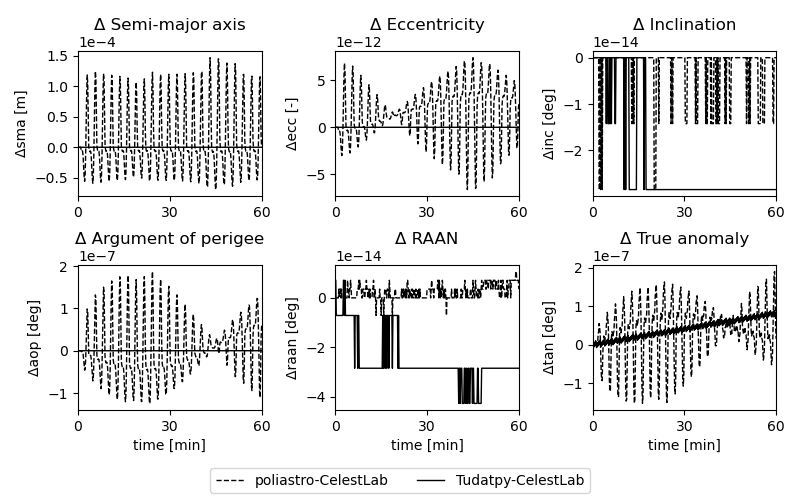 Δ Semi-major axis
1e−4
Δsma [m]
1.5
1.0
0.5
0.0
−0.5
0
30
60
Δ Eccentricity
1e−12
Δecc [-]
5
0
−5
0
30
60
Δ Inclination
1e−14
Δinc [deg]
0
−1
−2
0
30
60
Δ Argument of perigee
1e−7
Δaop [deg]
2
1
0
−1
0
30
60
time [min]
Δ RAAN
1e−14
Δraan [deg]
0
−2
−4
0
30
60
time [min]
Δ True anomaly
1e−7
Δtan [deg]
2
1
0
−1
0
30
60
time [min]
poliastro-CelestLab
Tudatpy-CelestLab